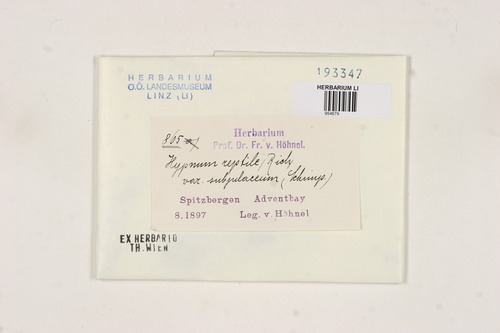 HERBARIUM
O.Ö. LANDESMUSEUM
LINZ (LI)
193347
HERBARIUM LI
Herbarium
Prof. Dr. Fr. v. Höhnel.
Hypnum reptile, Rich
var. subjulaceum (Schimp)
Spitzbergen Adventbay
8.1897 Leg. v. Höhnel
EX HERBARIO
TH. WIEN